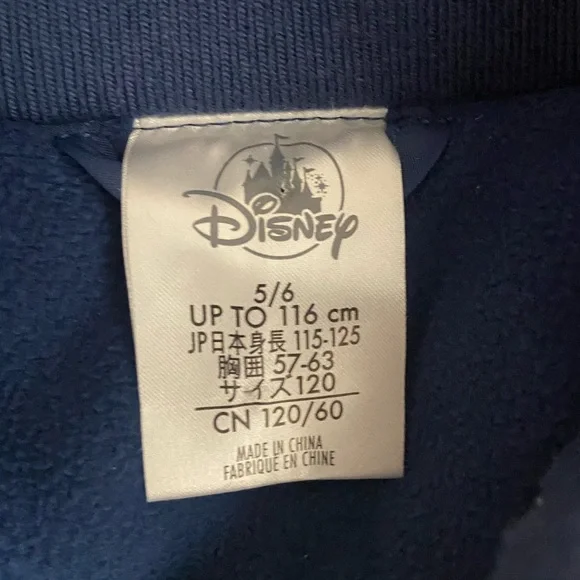 Disney
5/6
UP TO 116 cm
JP日本身長 115-125
胸囲 57-63
サイズ120
CN 120/60
MADE IN CHINA
FABRIQUÉ EN CHINE